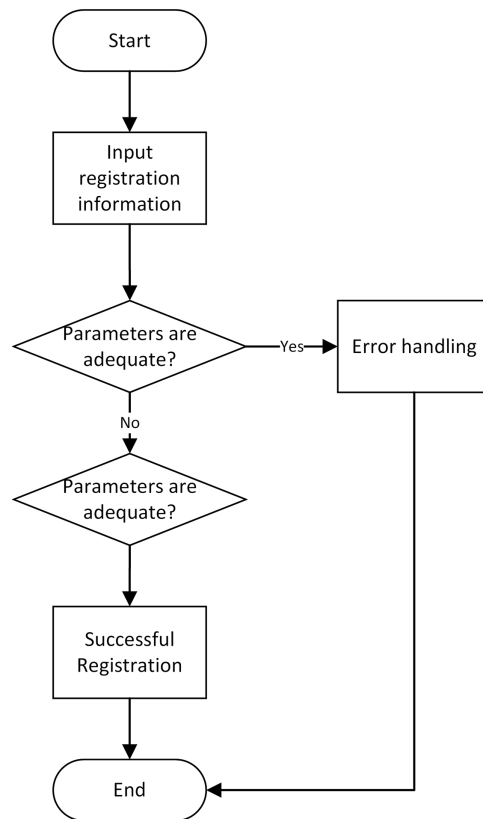 Start
Input
registration
information
Parameters are
adequate?
Yes
Error handling
No
Parameters are
adequate?
Successful
Registration
End